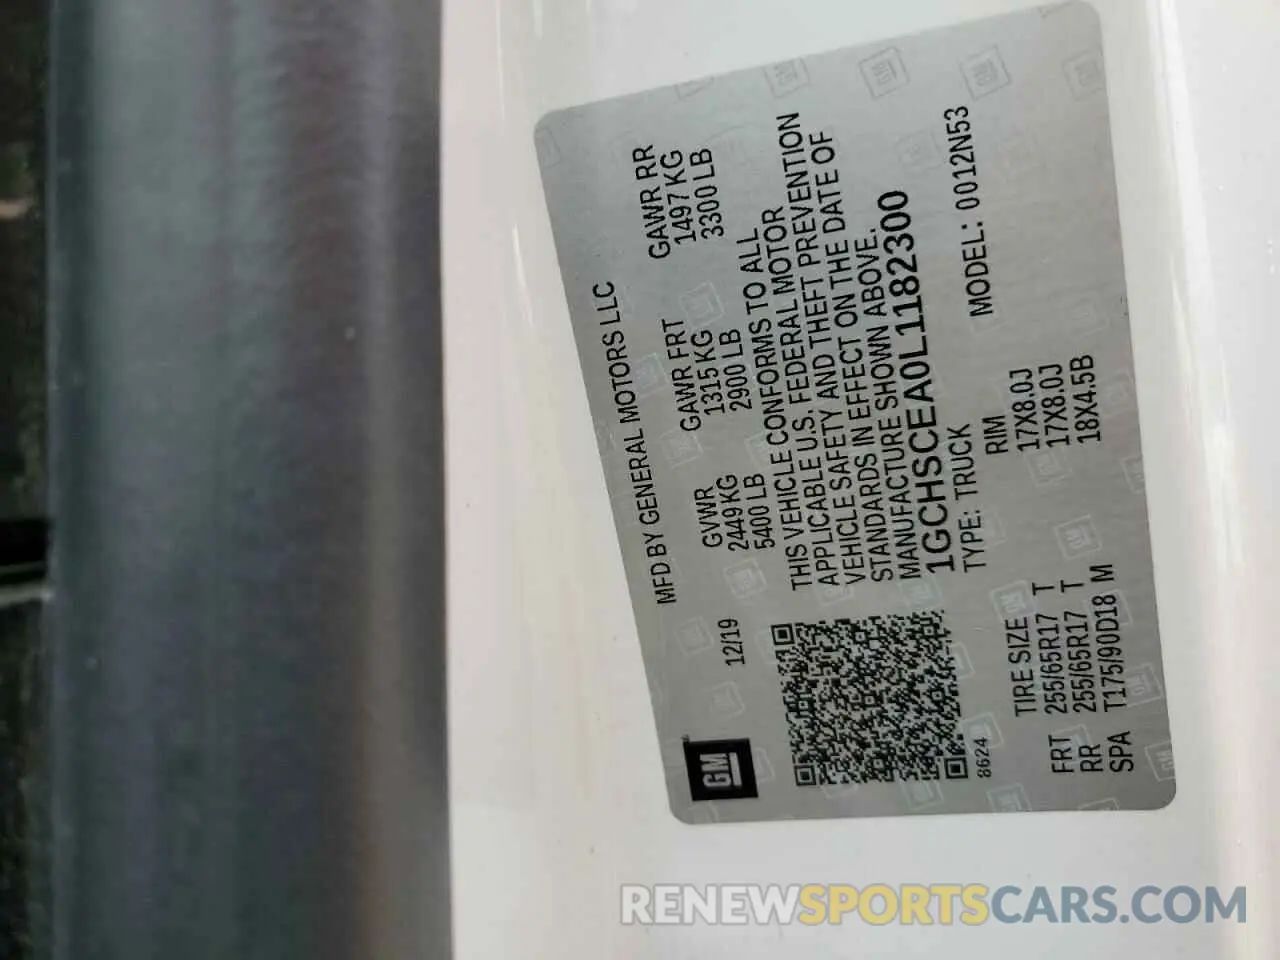 MFD BY GENERAL MOTORS LLC
GM
12/19
GVWR GAWR FRT GAWR RR
2449 KG 1315 KG 1497 KG
5400 LB 2900 LB 3300 LB
THIS VEHICLE CONFORMS TO ALL
APPLICABLE U.S. FEDERAL MOTOR
VEHICLE SAFETY AND THEFT PREVENTION
STANDARDS IN EFFECT ON THE DATE OF
MANUFACTURE SHOWN ABOVE.
1GCHSCEA0L1182300
TYPE: TRUCK MODEL: 0012N53
8624
TIRE SIZE RIM
FRT 255/65R17 T 17X8.0J
RR 255/65R17 T 17X8.0J
SPA T175/90D18 M 18X4.5B
RENEWSPORTSCARS.COM